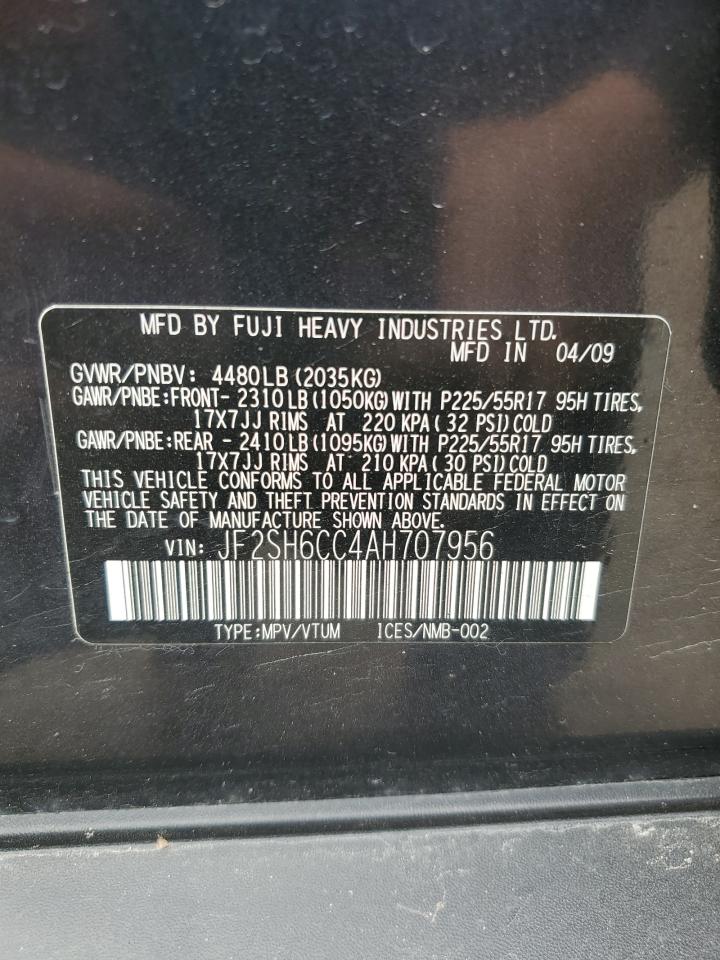 MFD BY FUJI HEAVY INDUSTRIES LTD.
MFD IN 04/09
GVWR/PNBV: 4480LB (2035KG)
GAWR/PNBE:FRONT- 2310 LB (1050KG) WITH P225/55R17 95H TIRES,
17X7JJ RIMS AT 220 KPA ( 32 PSI) COLD
GAWR/PNBE:REAR - 2410 LB (1095KG) WITH P225/55R17 95H TIRES,
17X7JJ RIMS AT 210 KPA ( 30 PSI) COLD
THIS VEHICLE CONFORMS TO ALL APPLICABLE FEDERAL MOTOR
VEHICLE SAFETY AND THEFT PREVENTION STANDARDS IN EFFECT ON
THE DATE OF MANUFACTURE SHOWN ABOVE.
VIN: JF2SH6CC4AH707956
TYPE:MPV/VTUM ICES/NMB-002